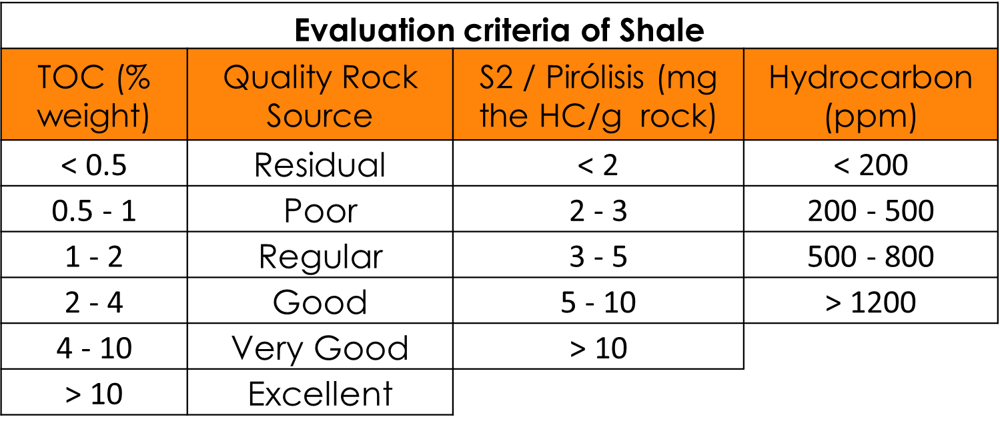 Evaluation criteria of Shale
TOC (% weight) Quality Rock Source S2 / Pirólisis (mg the HC/g rock) Hydrocarbon (ppm)
< 0.5 Residual < 2 < 200
0.5 - 1 Poor 2 - 3 200 - 500
1 - 2 Regular 3 - 5 500 - 800
2 - 4 Good 5 - 10 > 1200
4 - 10 Very Good > 10
> 10 Excellent